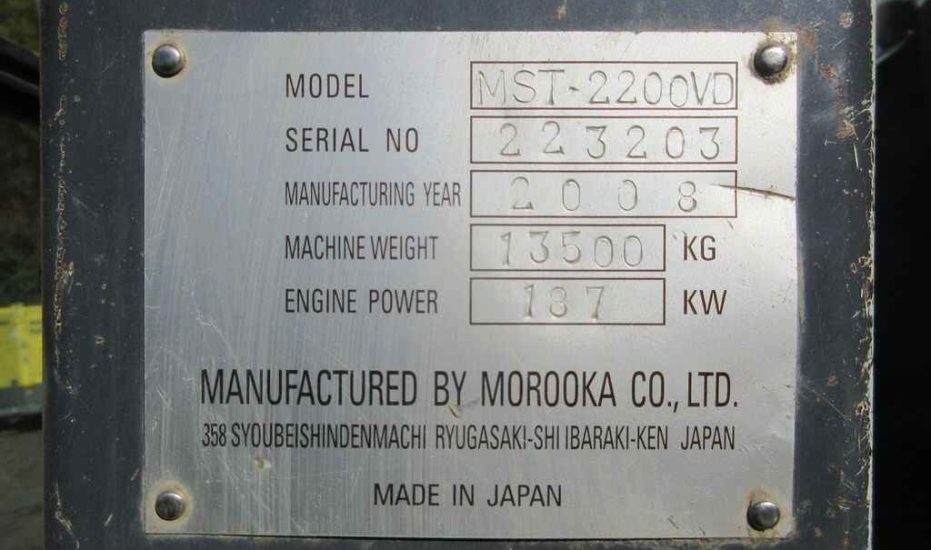 MODEL MST-2200VD
SERIAL NO 223203
MANUFACTURING YEAR 2008
MACHINE WEIGHT 13500 KG
ENGINE POWER 187 KW
MANUFACTURED BY MOROOKA CO., LTD.
358 SYOUBEISHINDENMACHI RYUGASAKI-SHI IBARAKI-KEN JAPAN
MADE IN JAPAN